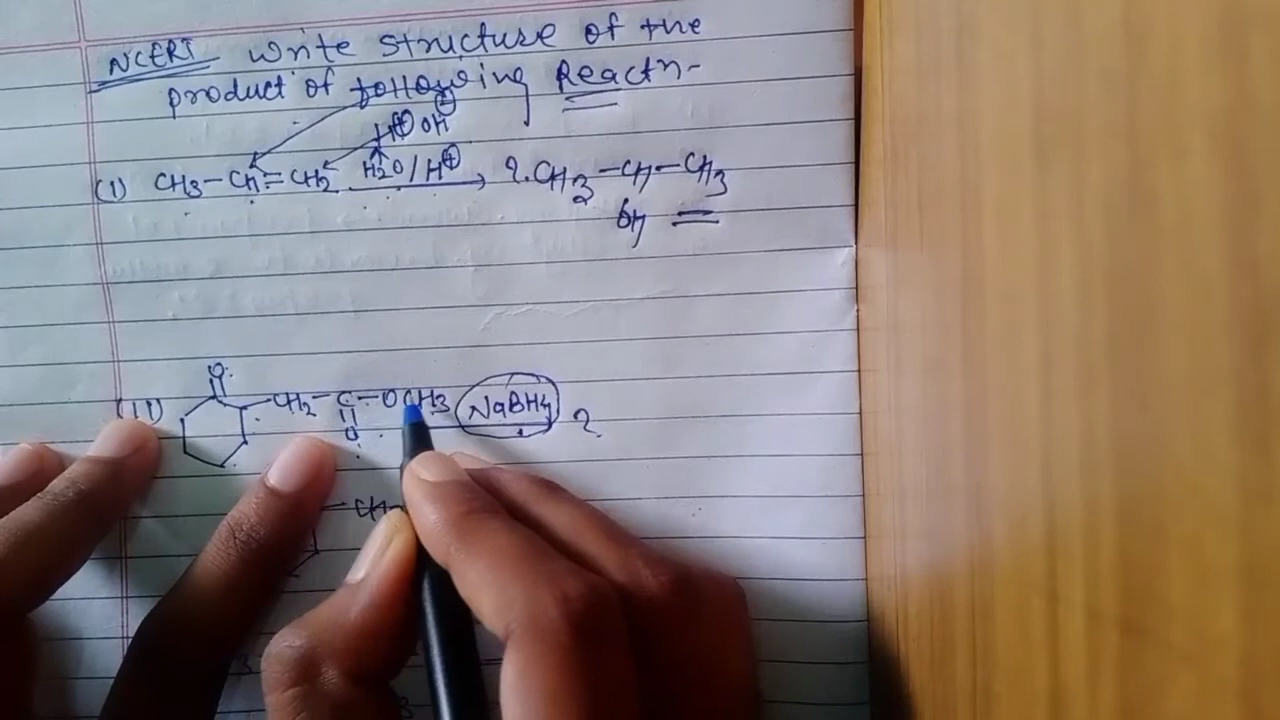 NCERT Write structure of the
product of following Reactn-
H⊕ OH⊖
(1) CH3-CH=CH2 H2O/H⊕ ?. CH3-CH-CH3
OH
(11) O CH2-C-OCH3 NaBH4 ?
O